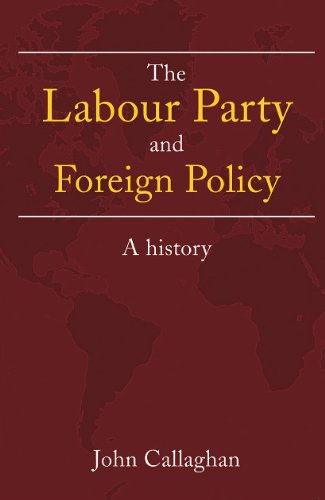 The
Labour Party
and
Foreign Policy
A history
John Callaghan